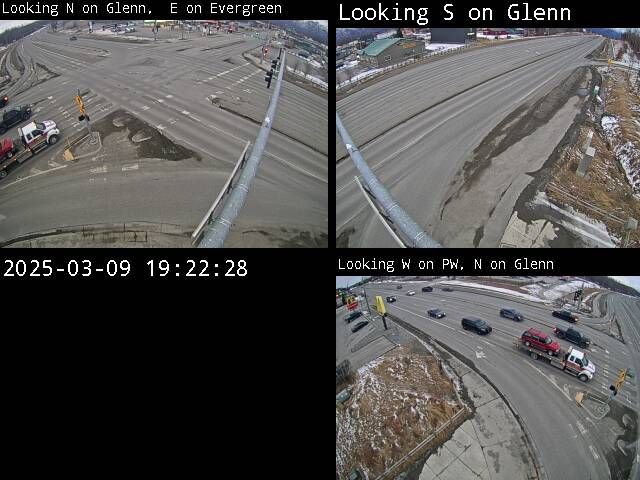 Looking N on Glenn,  E on Evergreen
Looking S on Glenn
2025-03-09 19:22:28
Looking W on PW, N on Glenn